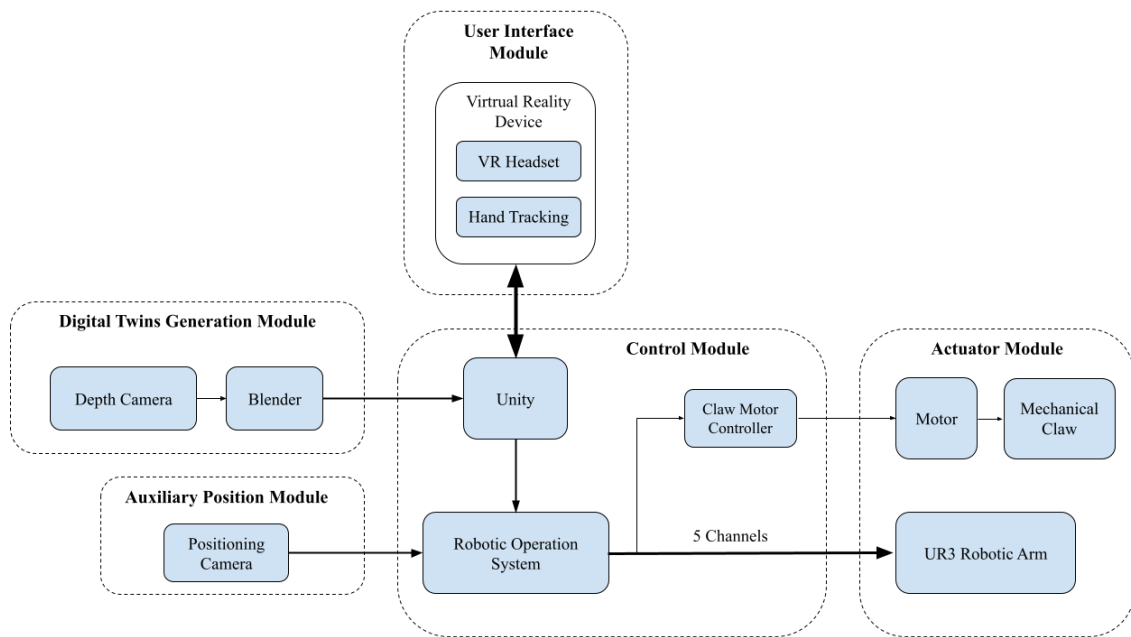 User Interface
Module
Virtrual Reality
Device
VR Headset
Hand Tracking
Digital Twins Generation Module
Depth Camera
Blender
Control Module
Unity
Claw Motor
Controller
Actuator Module
Motor
Mechanical
Claw
Auxiliary Position Module
Positioning
Camera
Robotic Operation
System
5 Channels
UR3 Robotic Arm